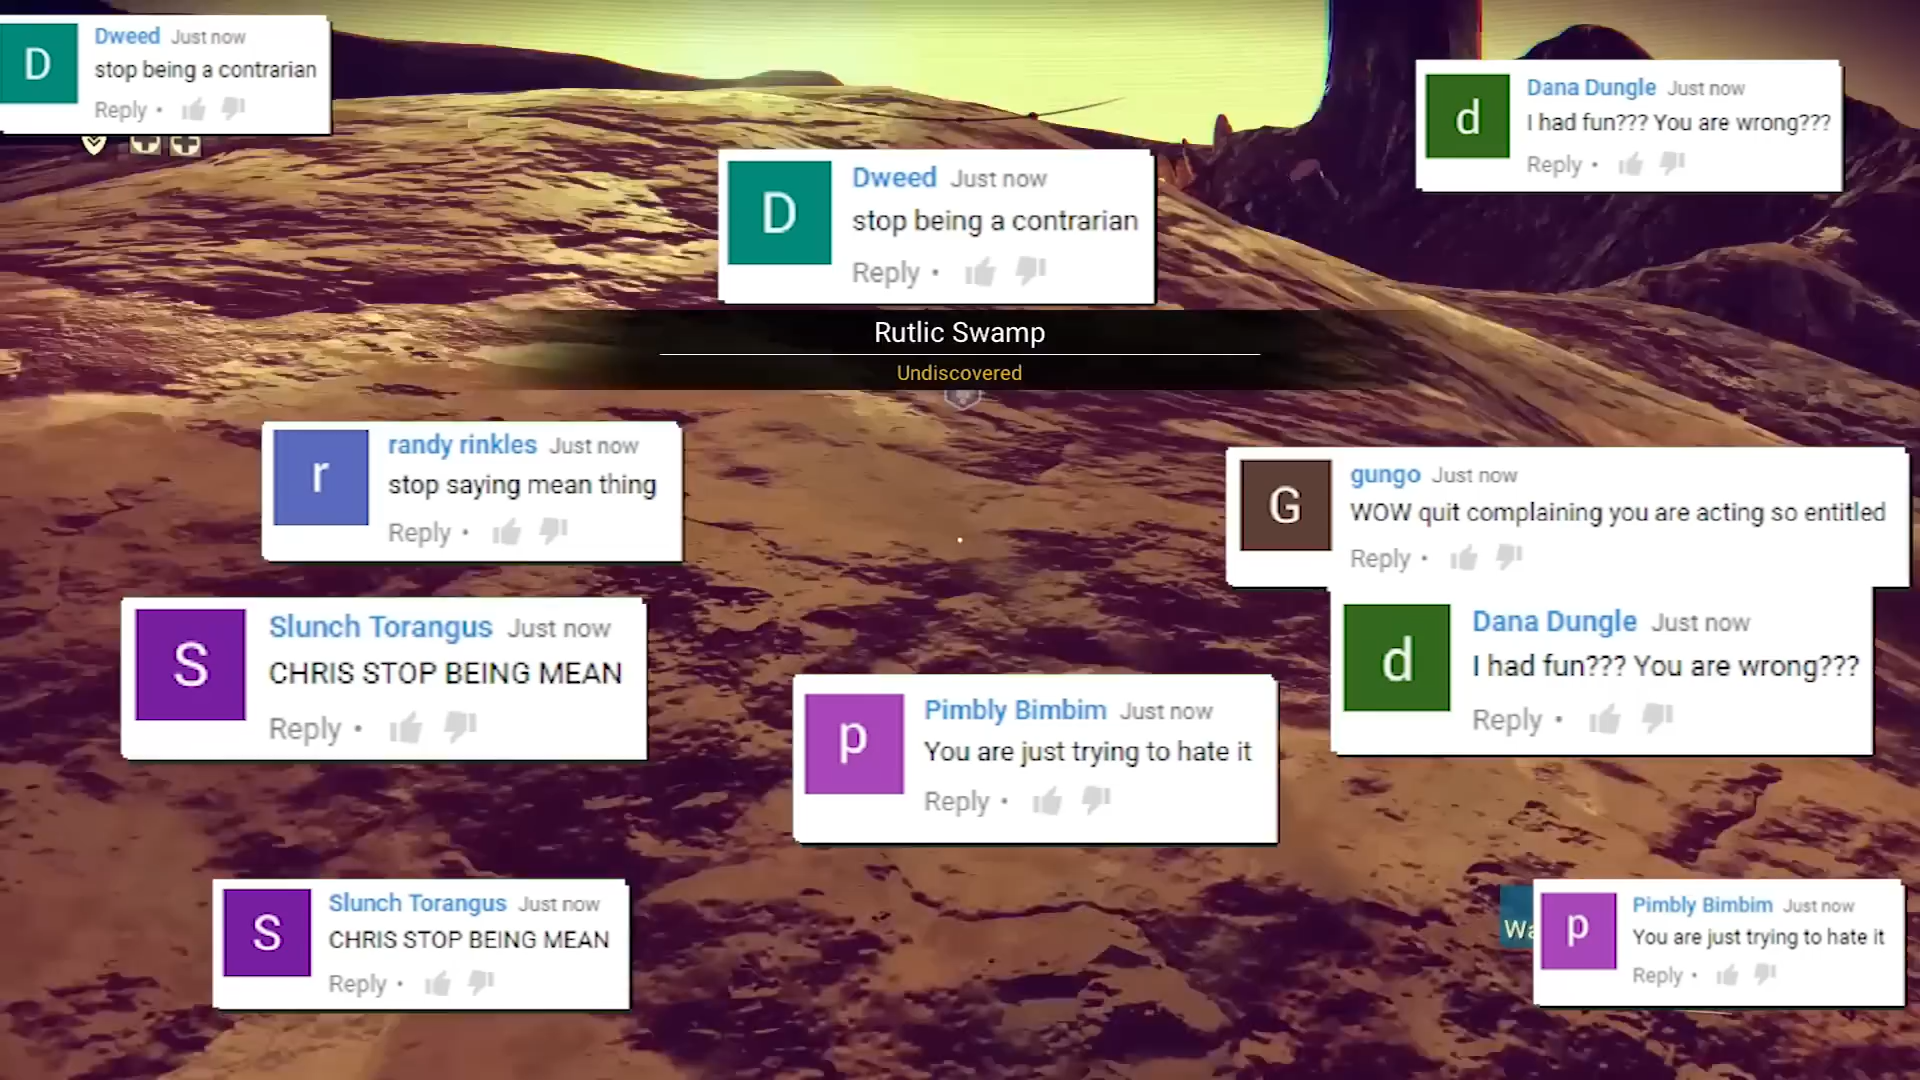 D
Dweed Just now
stop being a contrarian
Reply •
d
Dana Dungle Just now
I had fun??? You are wrong???
Reply •
D
Dweed Just now
stop being a contrarian
Reply •
Rutlic Swamp
Undiscovered
r
randy rinkles Just now
stop saying mean thing
Reply •
G
gungo Just now
WOW quit complaining you are acting so entitled
Reply •
S
Slunch Torangus Just now
CHRIS STOP BEING MEAN
Reply •
d
Dana Dungle Just now
I had fun??? You are wrong???
Reply •
p
Pimbly Bimbim Just now
You are just trying to hate it
Reply •
S
Slunch Torangus Just now
CHRIS STOP BEING MEAN
Reply •
p
Pimbly Bimbim Just now
You are just trying to hate it
Reply •